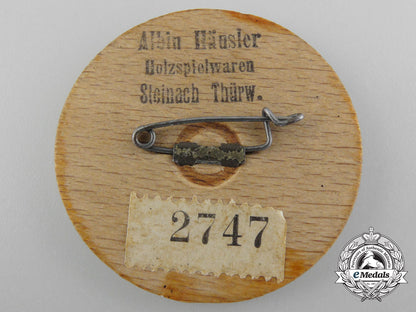 Albin Häusler
Holzspielwaren
Steinach Thürw.
2747
eMedals